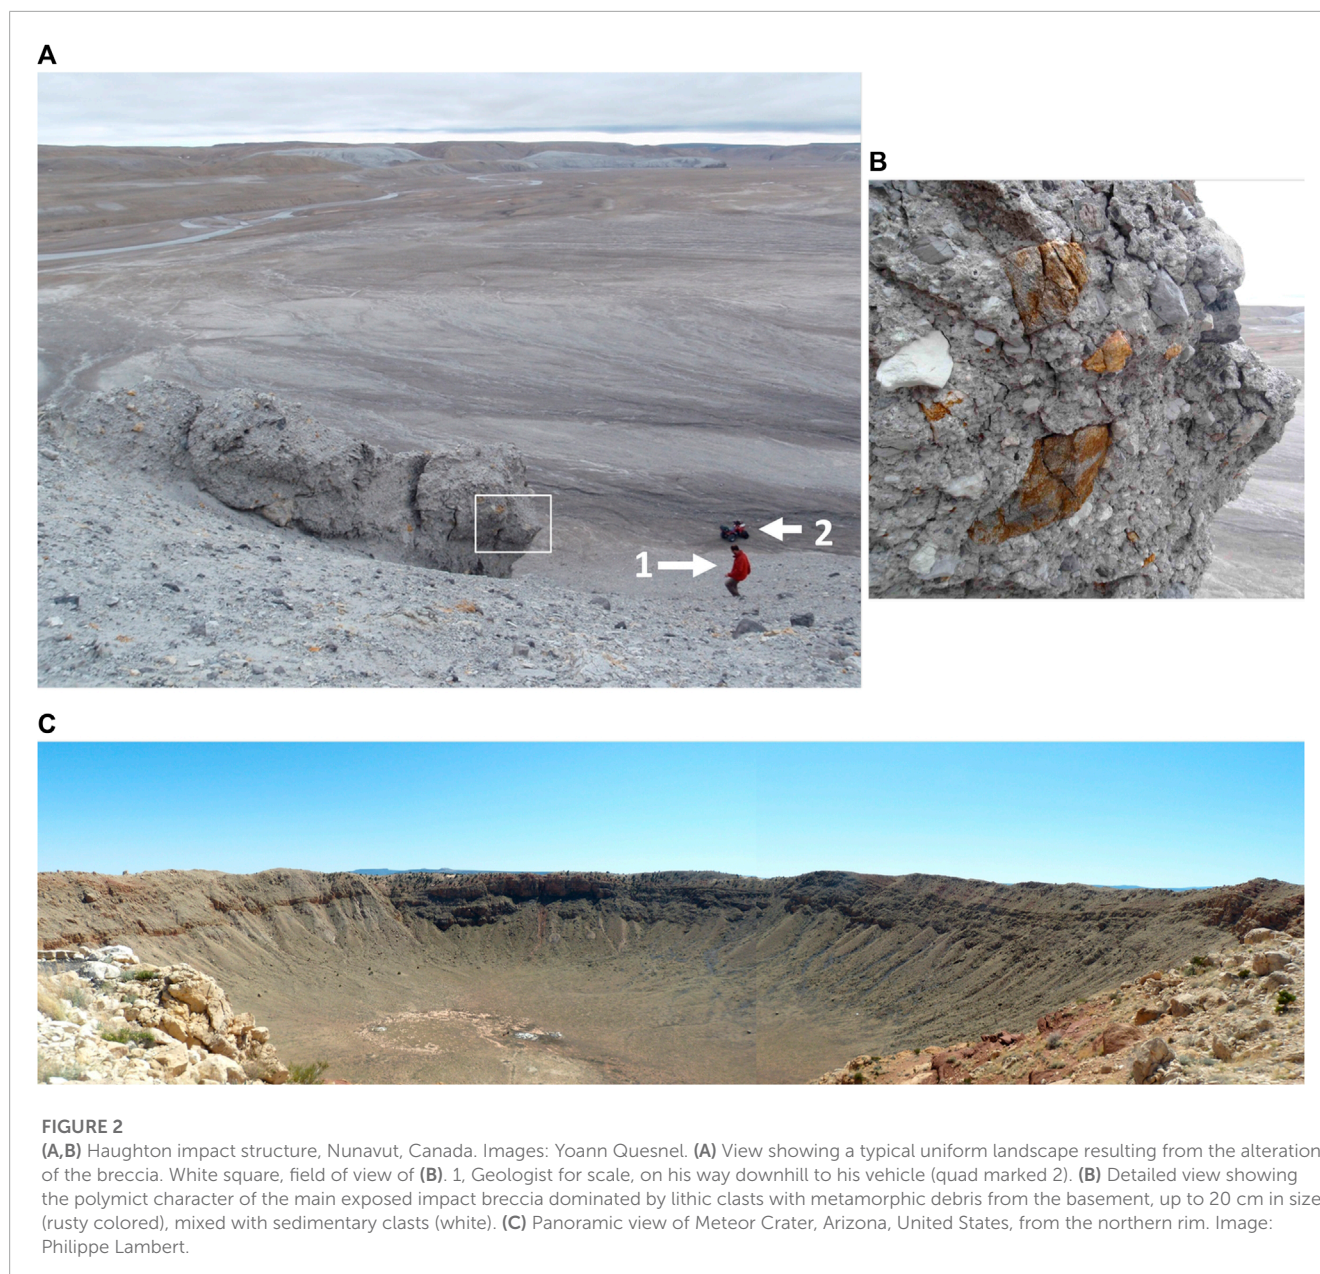 A
B
1
2
C
FIGURE 2
(A,B) Haughton impact structure, Nunavut, Canada. Images: Yoann Quesnel. (A) View showing a typical uniform landscape resulting from the alteration
of the breccia. White square, field of view of (B). 1, Geologist for scale, on his way downhill to his vehicle (quad marked 2). (B) Detailed view showing
the polymict character of the main exposed impact breccia dominated by lithic clasts with metamorphic debris from the basement, up to 20 cm in size
(rusty colored), mixed with sedimentary clasts (white). (C) Panoramic view of Meteor Crater, Arizona, United States, from the northern rim. Image:
Philippe Lambert.